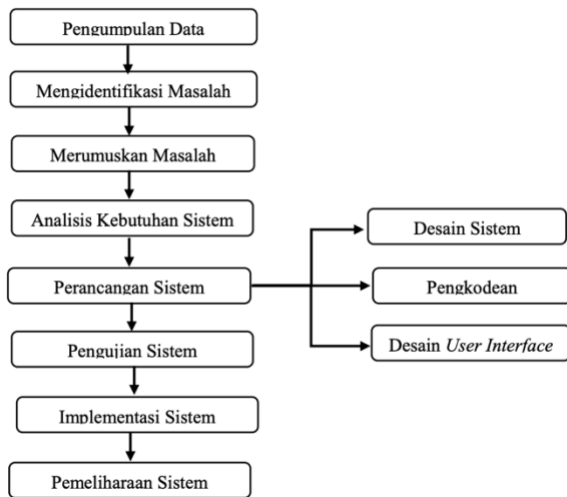 Pengumpulan Data
Mengidentifikasi Masalah
Merumuskan Masalah
Analisis Kebutuhan Sistem
Perancangan Sistem
Pengujian Sistem
Implementasi Sistem
Pemeliharaan Sistem
Desain Sistem
Pengkodean
Desain User Interface